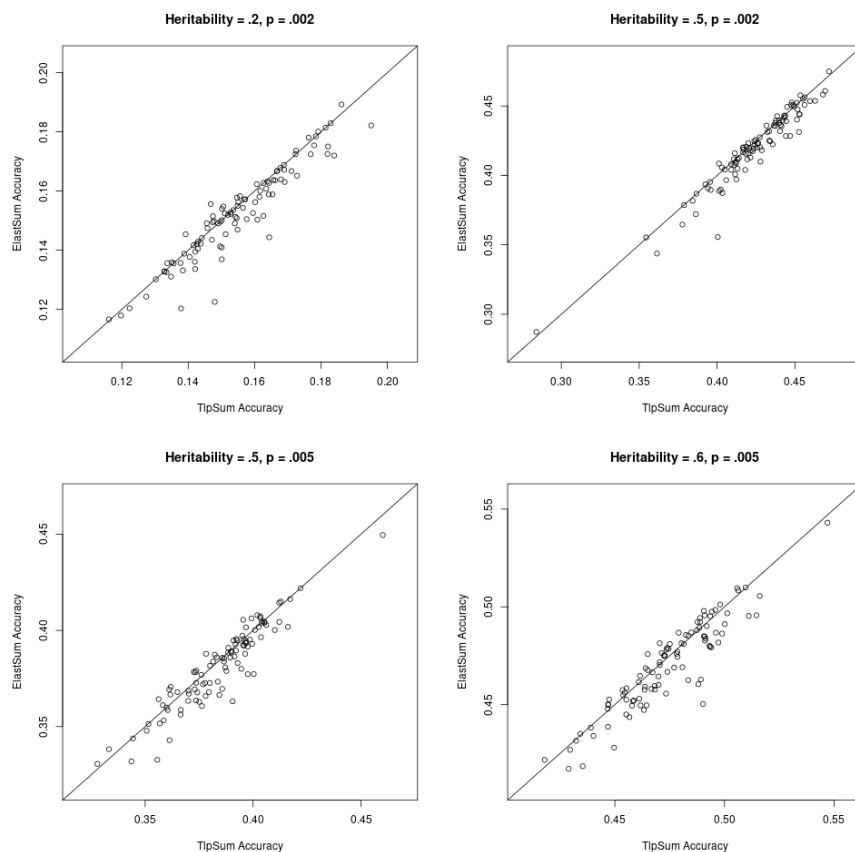 Heritability = .2, p = .002
ElastSum Accuracy
0.20
0.18
0.16
0.14
0.12
0.12 0.14 0.16 0.18 0.20
TlpSum Accuracy
Heritability = .5, p = .002
ElastSum Accuracy
0.45
0.40
0.35
0.30
0.30 0.35 0.40 0.45
TlpSum Accuracy
Heritability = .5, p = .005
ElastSum Accuracy
0.45
0.40
0.35
0.35 0.40 0.45
TlpSum Accuracy
Heritability = .6, p = .005
ElastSum Accuracy
0.55
0.50
0.45
0.45 0.50 0.55
TlpSum Accuracy